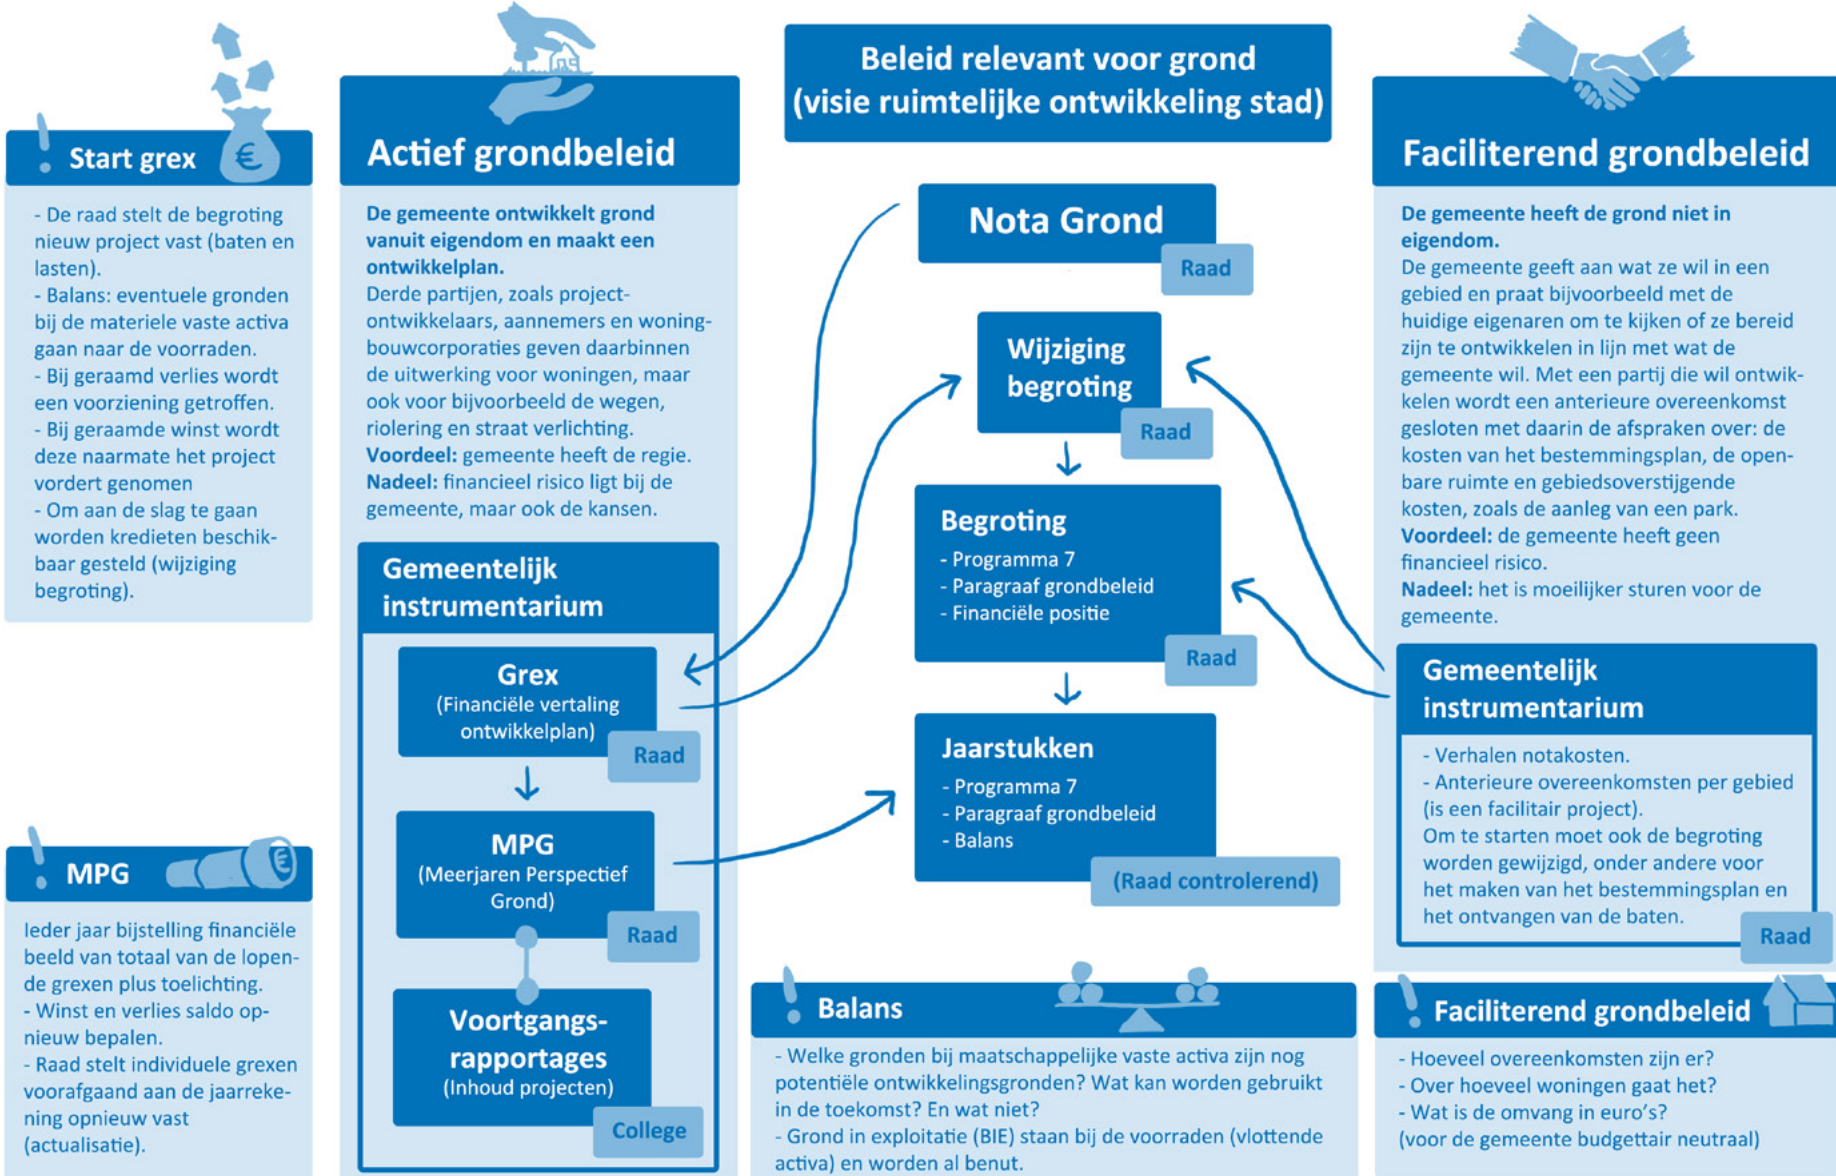 Start grex
€
- De raad stelt de begroting
nieuw project vast (baten en
lasten).
- Balans: eventuele gronden
bij de materiele vaste activa
gaan naar de voorraden.
- Bij geraamd verlies wordt
een voorziening getroffen.
- Bij geraamde winst wordt
deze naarmate het project
vordert genomen
- Om aan de slag te gaan
worden kredieten beschik-
baar gesteld (wijziging
begroting).
MPG
€
Ieder jaar bijstelling financiële
beeld van totaal van de lopen-
de grexen plus toelichting.
- Winst en verlies saldo op-
nieuw bepalen.
- Raad stelt individuele grexen
voorafgaand aan de jaarreke-
ning opnieuw vast
(actualisatie).
Actief grondbeleid
De gemeente ontwikkelt grond
vanuit eigendom en maakt een
ontwikkelplan.
Derde partijen, zoals project-
ontwikkelaars, aannemers en woning-
bouwcorporaties geven daarbinnen
de uitwerking voor woningen, maar
ook voor bijvoorbeeld de wegen,
riolering en straat verlichting.
Voordeel: gemeente heeft de regie.
Nadeel: financieel risico ligt bij de
gemeente, maar ook de kansen.
Gemeentelijk
instrumentarium
Grex
(Financiële vertaling
ontwikkelplan)
Raad
MPG
(Meerjaren Perspectief
Grond)
Raad
Voortgangs-
rapportages
(Inhoud projecten)
College
Beleid relevant voor grond
(visie ruimtelijke ontwikkeling stad)
Nota Grond
Raad
Wijziging
begroting
Raad
Begroting
- Programma 7
- Paragraaf grondbeleid
- Financiële positie
Raad
Jaarstukken
- Programma 7
- Paragraaf grondbeleid
- Balans
(Raad controlerend)
Balans
- Welke gronden bij maatschappelijke vaste activa zijn nog
potentiële ontwikkelingsgronden? Wat kan worden gebruikt
in de toekomst? En wat niet?
- Grond in exploitatie (BIE) staan bij de voorraden (vlottende
activa) en worden al benut.
Faciliterend grondbeleid
De gemeente heeft de grond niet in
eigendom.
De gemeente geeft aan wat ze wil in een
gebied en praat bijvoorbeeld met de
huidige eigenaren om te kijken of ze bereid
zijn te ontwikkelen in lijn met wat de
gemeente wil. Met een partij die wil ontwik-
kelen wordt een anterieure overeenkomst
gesloten met daarin de afspraken over: de
kosten van het bestemmingsplan, de open-
bare ruimte en gebiedsoverstijgende
kosten, zoals de aanleg van een park.
Voordeel: de gemeente heeft geen
financieel risico.
Nadeel: het is moeilijker sturen voor de
gemeente.
Gemeentelijk
instrumentarium
- Verhalen notakosten.
- Anterieure overeenkomsten per gebied
(is een facilitair project).
Om te starten moet ook de begroting
worden gewijzigd, onder andere voor
het maken van het bestemmingsplan en
het ontvangen van de baten.
Raad
Faciliterend grondbeleid
- Hoeveel overeenkomsten zijn er?
- Over hoeveel woningen gaat het?
- Wat is de omvang in euro's?
(voor de gemeente budgettair neutraal)